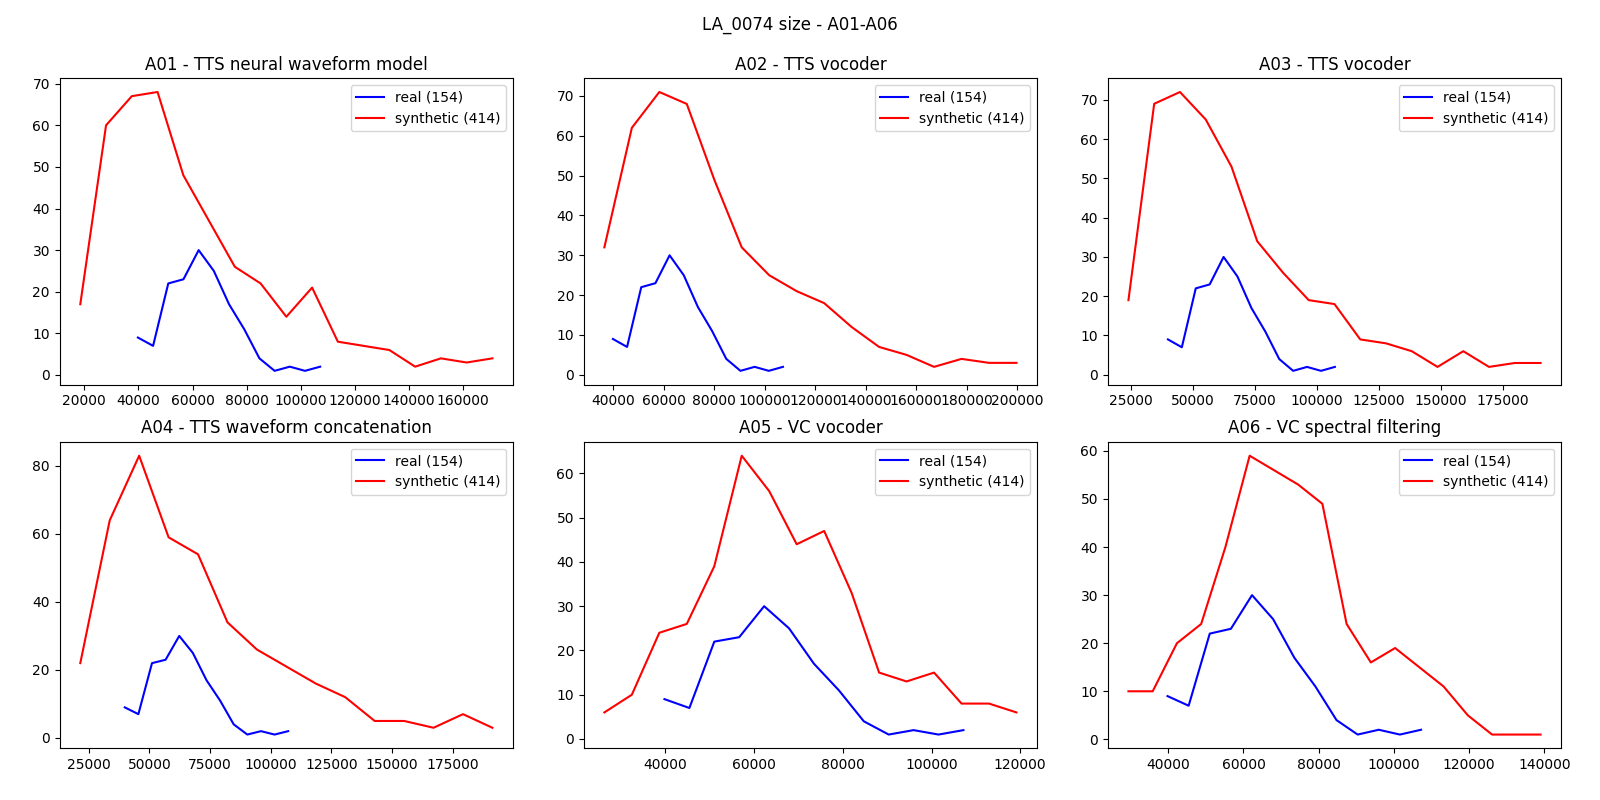 LA_0074 size - A01-A06
A01 - TTS neural waveform model
70
60
50
40
30
20
10
0
real (154)
synthetic (414)
20000 40000 60000 80000 100000 120000 140000 160000
A02 - TTS vocoder
70
60
50
40
30
20
10
0
real (154)
synthetic (414)
40000 60000 80000 100000 120000 140000 160000 180000 200000
A03 - TTS vocoder
70
60
50
40
30
20
10
0
real (154)
synthetic (414)
25000 50000 75000 100000 125000 150000 175000
A04 - TTS waveform concatenation
80
60
40
20
0
real (154)
synthetic (414)
25000 50000 75000 100000 125000 150000 175000
A05 - VC vocoder
60
50
40
30
20
10
0
real (154)
synthetic (414)
40000 60000 80000 100000 120000
A06 - VC spectral filtering
60
50
40
30
20
10
0
real (154)
synthetic (414)
40000 60000 80000 100000 120000 140000